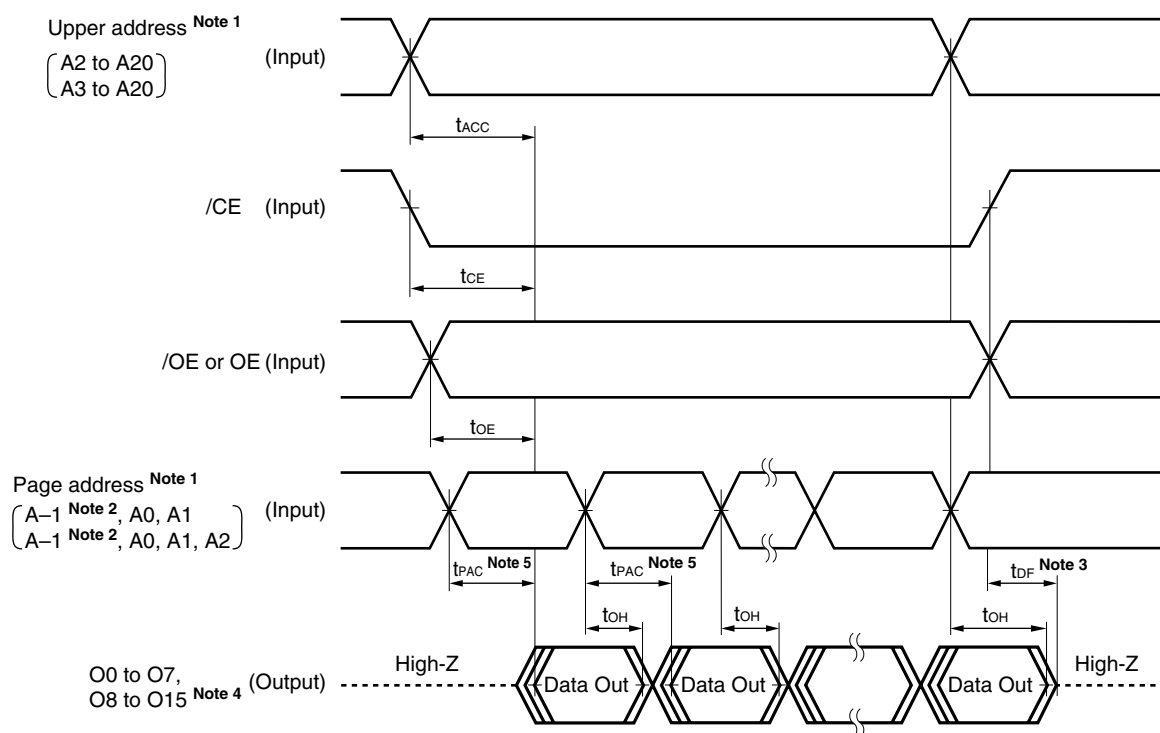 Upper address Note 1
(Input)
A2 to A20
A3 to A20
tACC
/CE (Input)
tCE
/OE or OE (Input)
tOE
Page address Note 1
(Input)
A–1 Note 2, A0, A1
A–1 Note 2, A0, A1, A2
tPAC Note 5
tPAC Note 5
tDF Note 3
tOH
tOH
tOH
O0 to O7,
O8 to O15 Note 4
(Output)
High-Z
Data Out
Data Out
Data Out
High-Z